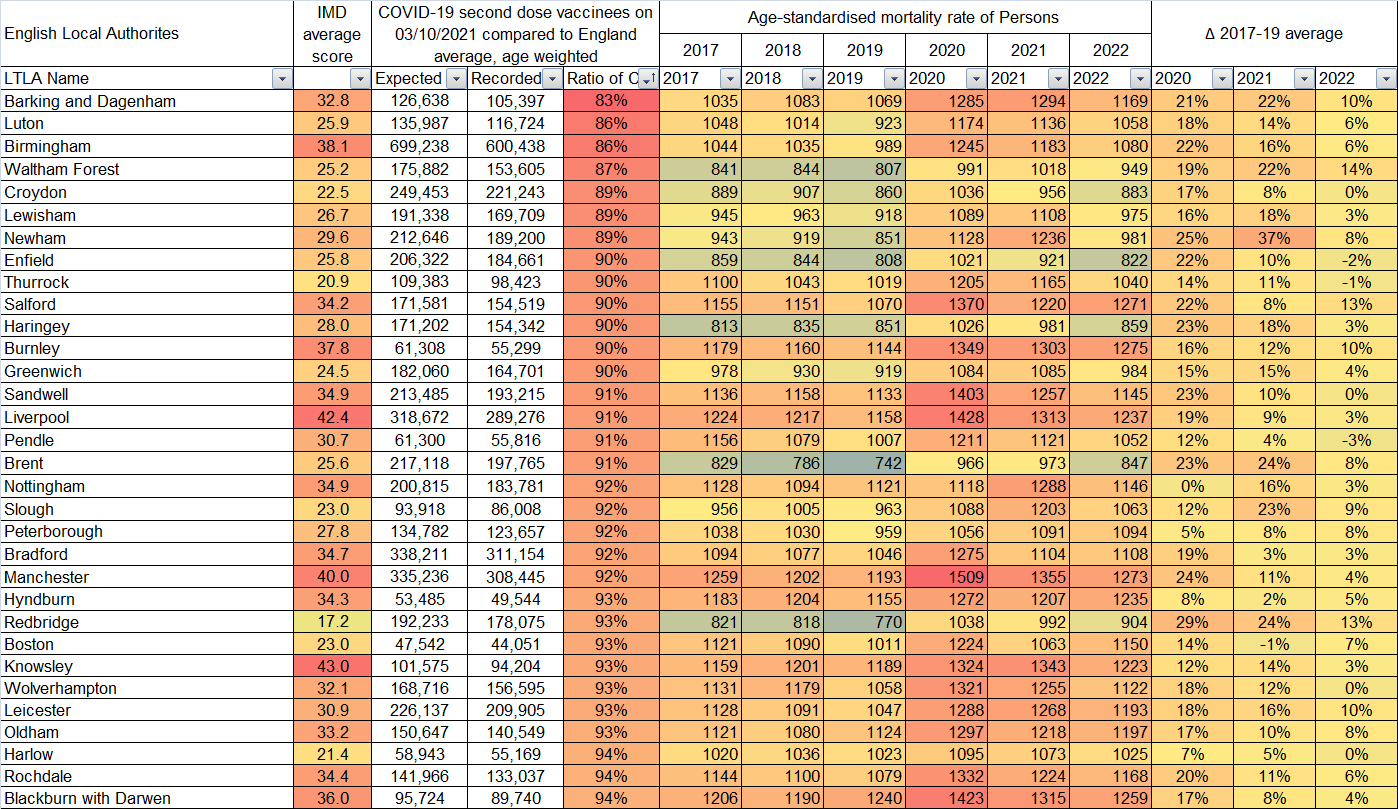 English Local Authorites IMD average score COVID-19 second dose vaccinees on 03/10/2021 compared to England average, age weighted Age-standardised mortality rate of Persons Δ 2017-19 average
2017 2018 2019 2020 2021 2022
LTLA Name Expected Recorded Ratio of O 2017 2018 2019 2020 2021 2022 2020 2021 2022
Barking and Dagenham 32.8 126,638 105,397 83% 1035 1083 1069 1285 1294 1169 21% 22% 10%
Luton 25.9 135,987 116,724 86% 1048 1014 923 1174 1136 1058 18% 14% 6%
Birmingham 38.1 699,238 600,438 86% 1044 1035 989 1245 1183 1080 22% 16% 6%
Waltham Forest 25.2 175,882 153,605 87% 841 844 807 991 1018 949 19% 22% 14%
Croydon 22.5 249,453 221,243 89% 889 907 860 1036 956 883 17% 8% 0%
Lewisham 26.7 191,338 169,709 89% 945 963 918 1089 1108 975 16% 18% 3%
Newham 29.6 212,646 189,200 89% 943 919 851 1128 1236 981 25% 37% 8%
Enfield 25.8 206,322 184,661 90% 859 844 808 1021 921 822 22% 10% -2%
Thurrock 20.9 109,383 98,423 90% 1100 1043 1019 1205 1165 1040 14% 11% -1%
Salford 34.2 171,581 154,519 90% 1155 1151 1070 1370 1220 1271 22% 8% 13%
Haringey 28.0 171,202 154,342 90% 813 835 851 1026 981 859 23% 18% 3%
Burnley 37.8 61,308 55,299 90% 1179 1160 1144 1349 1303 1275 16% 12% 10%
Greenwich 24.5 182,060 164,701 90% 978 930 919 1084 1085 984 15% 15% 4%
Sandwell 34.9 213,485 193,215 91% 1136 1158 1133 1403 1257 1145 23% 10% 0%
Liverpool 42.4 318,672 289,276 91% 1224 1217 1158 1428 1313 1237 19% 9% 3%
Pendle 30.7 61,300 55,816 91% 1156 1079 1007 1211 1121 1052 12% 4% -3%
Brent 25.6 217,118 197,765 91% 829 786 742 966 973 847 23% 24% 8%
Nottingham 34.9 200,815 183,781 92% 1128 1094 1121 1118 1288 1146 0% 16% 3%
Slough 23.0 93,918 86,008 92% 956 1005 963 1088 1203 1063 12% 23% 9%
Peterborough 27.8 134,782 123,657 92% 1038 1030 959 1056 1091 1094 5% 8% 8%
Bradford 34.7 338,211 311,154 92% 1094 1077 1046 1275 1104 1108 19% 3% 3%
Manchester 40.0 335,236 308,445 92% 1259 1202 1193 1509 1355 1273 24% 11% 4%
Hyndburn 34.3 53,485 49,544 93% 1183 1204 1155 1272 1207 1235 8% 2% 5%
Redbridge 17.2 192,233 178,075 93% 821 818 770 1038 992 904 29% 24% 13%
Boston 23.0 47,542 44,051 93% 1121 1090 1011 1224 1063 1150 14% -1% 7%
Knowsley 43.0 101,575 94,204 93% 1159 1201 1189 1324 1343 1223 12% 14% 3%
Wolverhampton 32.1 168,716 156,595 93% 1131 1179 1058 1321 1255 1122 18% 12% 0%
Leicester 30.9 226,137 209,905 93% 1128 1091 1047 1288 1268 1193 18% 16% 10%
Oldham 33.2 150,647 140,549 93% 1121 1080 1124 1297 1218 1197 17% 10% 8%
Harlow 21.4 58,943 55,169 94% 1020 1036 1023 1095 1073 1025 7% 5% 0%
Rochdale 34.4 141,966 133,037 94% 1144 1100 1079 1332 1224 1168 20% 11% 6%
Blackburn with Darwen 36.0 95,724 89,740 94% 1206 1190 1240 1423 1315 1259 17% 8% 4%